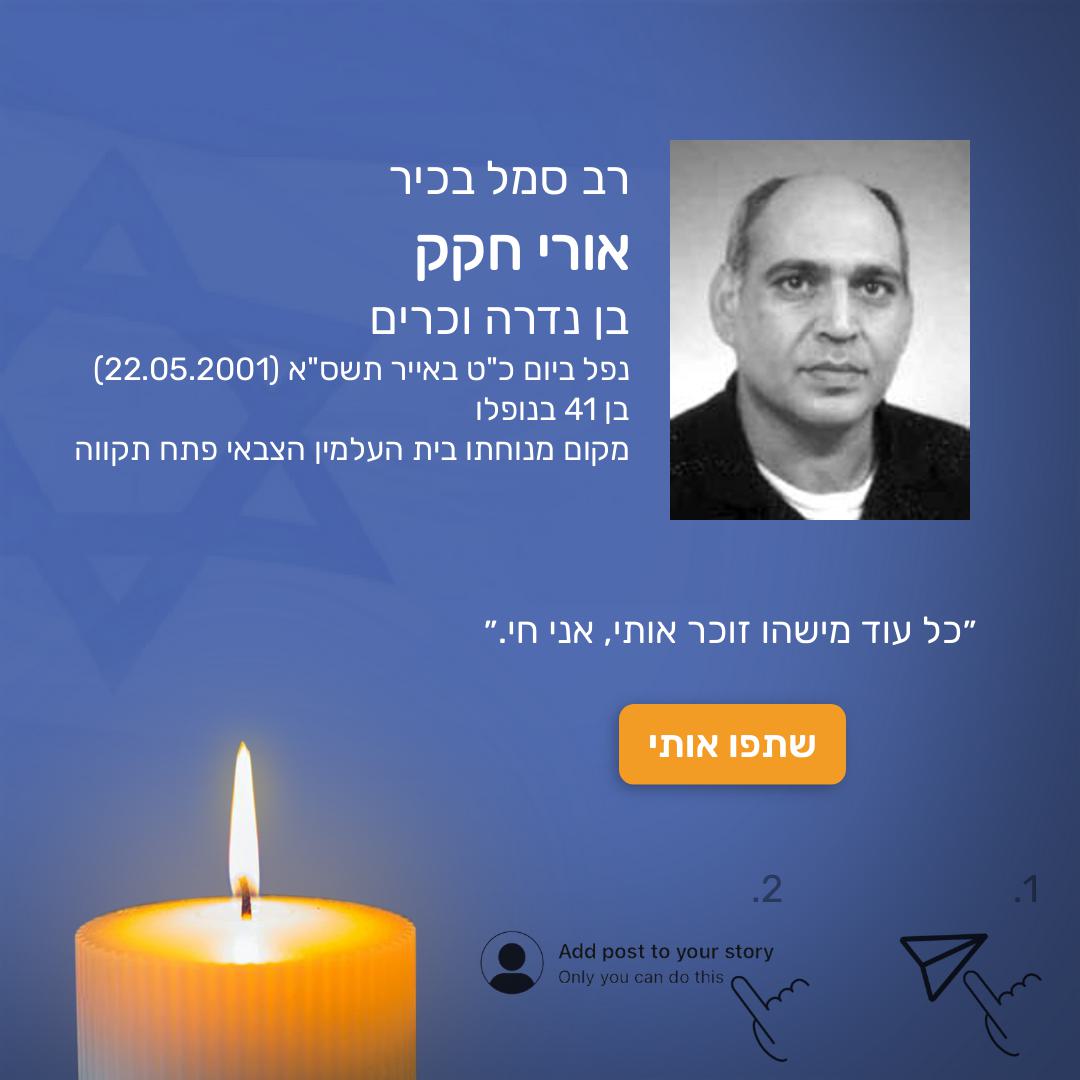 רב סמל בכיר
אורי חקק
בן נדרה וכרים
נפל ביום כ"ט באייר תשס"א (22.05.2001)
בן 41 בנופלו
מקום מנוחתו בית העלמין הצבאי פתח תקווה
״כל עוד מישהו זוכר אותי, אני חי.״
שתפו אותי
1.
2.
Add post to your story
Only you can do this